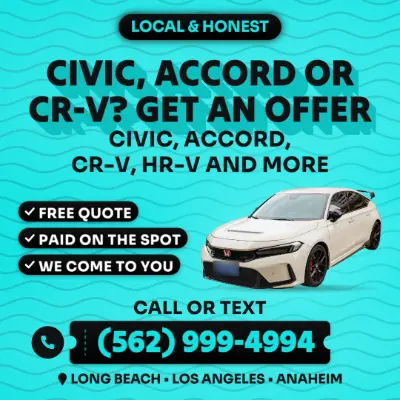 LOCAL & HONEST
CIVIC, ACCORD OR
CR-V? GET AN OFFER
CIVIC, ACCORD,
CR-V, HR-V AND MORE
FREE QUOTE
PAID ON THE SPOT
WE COME TO YOU
CALL OR TEXT
(562) 999-4994
LONG BEACH • LOS ANGELES • ANAHEIM